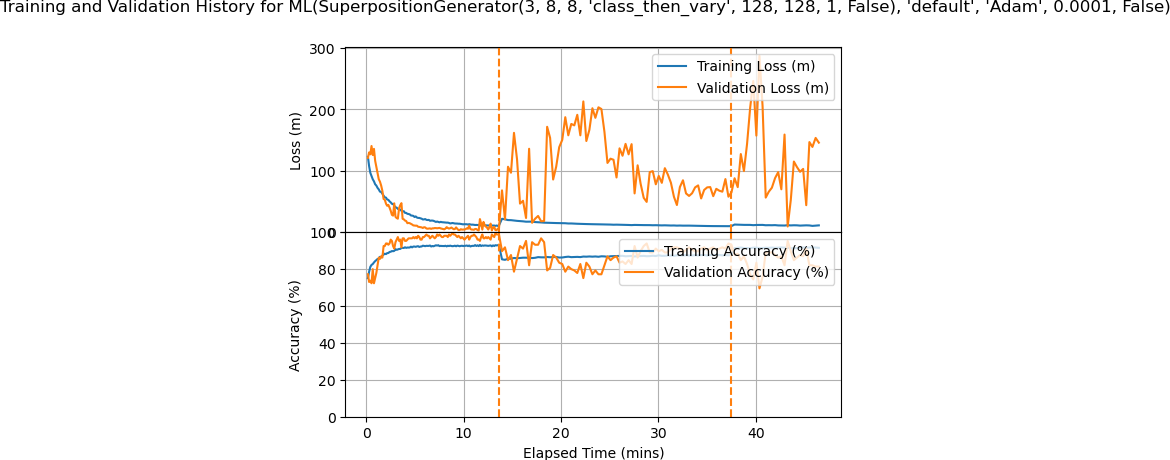 Training and Validation History for ML(SuperpositionGenerator(3, 8, 8, 'class_then_vary', 128, 128, 1, False), 'default', 'Adam', 0.0001, False)
300
200
100
0
Loss (m)
Training Loss (m)
Validation Loss (m)
100
80
60
40
20
0
Accuracy (%)
Training Accuracy (%)
Validation Accuracy (%)
0 10 20 30 40
Elapsed Time (mins)